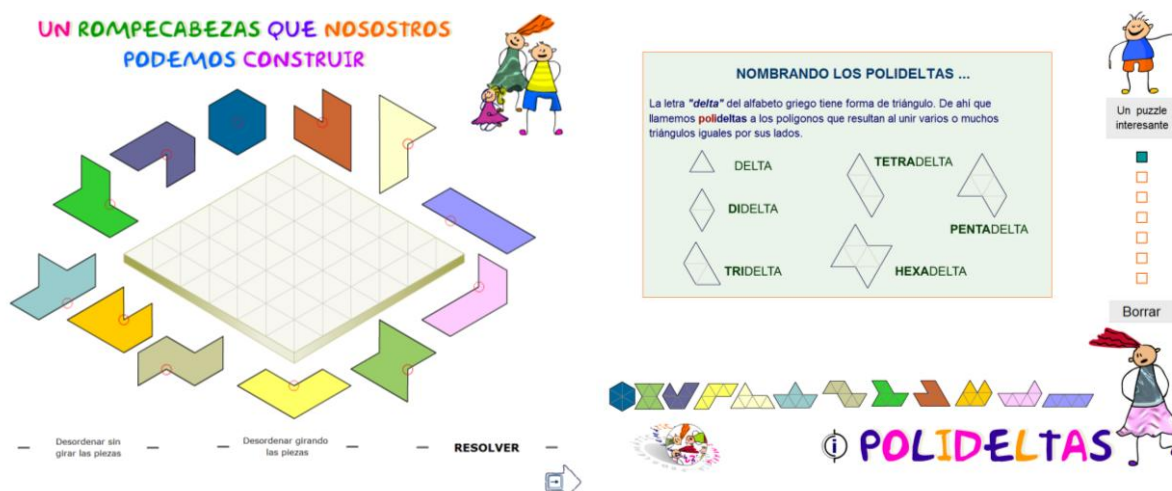 UN ROMPECABEZAS QUE NOSOSTROS
PODEMOS CONSTRUIR
Desordenar sin
girar las piezas
Desordenar girando
las piezas
RESOLVER
NOMBRANDO LOS POLIDELTAS ...
La letra "delta" del alfabeto griego tiene forma de triángulo. De ahí que
llamemos polideltas a los polígonos que resultan al unir varios o muchos
triángulos iguales por sus lados.
DELTA
TETRADELTA
DIDELTA
PENTADELTA
TRIDELTA
HEXADELTA
Un puzzle
interesante
Borrar
i POLIDELTAS